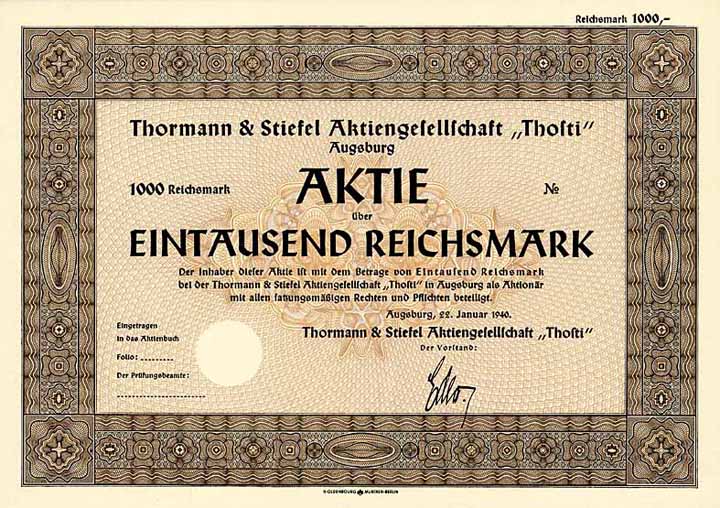 Reichsmark 1000,–
Thormann & Stiefel Aktiengeſellſchaft „Thoſti“
Augsburg
1000 Reichsmark AKTIE №
über
EINTAUSEND REICHSMARK
Der Inhaber dieſer Aktie iſt mit dem Betrage von Eintauſend Reichsmark
bei der Thormann & Stiefel Aktiengeſellſchaft „Thoſti“ in Augsburg als Aktionär
mit allen ſatzungsmäßigen Rechten und Pflichten beteiligt.
Augsburg, 22. Januar 1940.
Eingetragen
in das Aktienbuch
Thormann & Stiefel Aktiengeſellſchaft „Thoſti“
Der Vorstand:
Folio:
Der Prüfungsbeamte:
R·OLDENBOURG MÜNCHEN·BERLIN